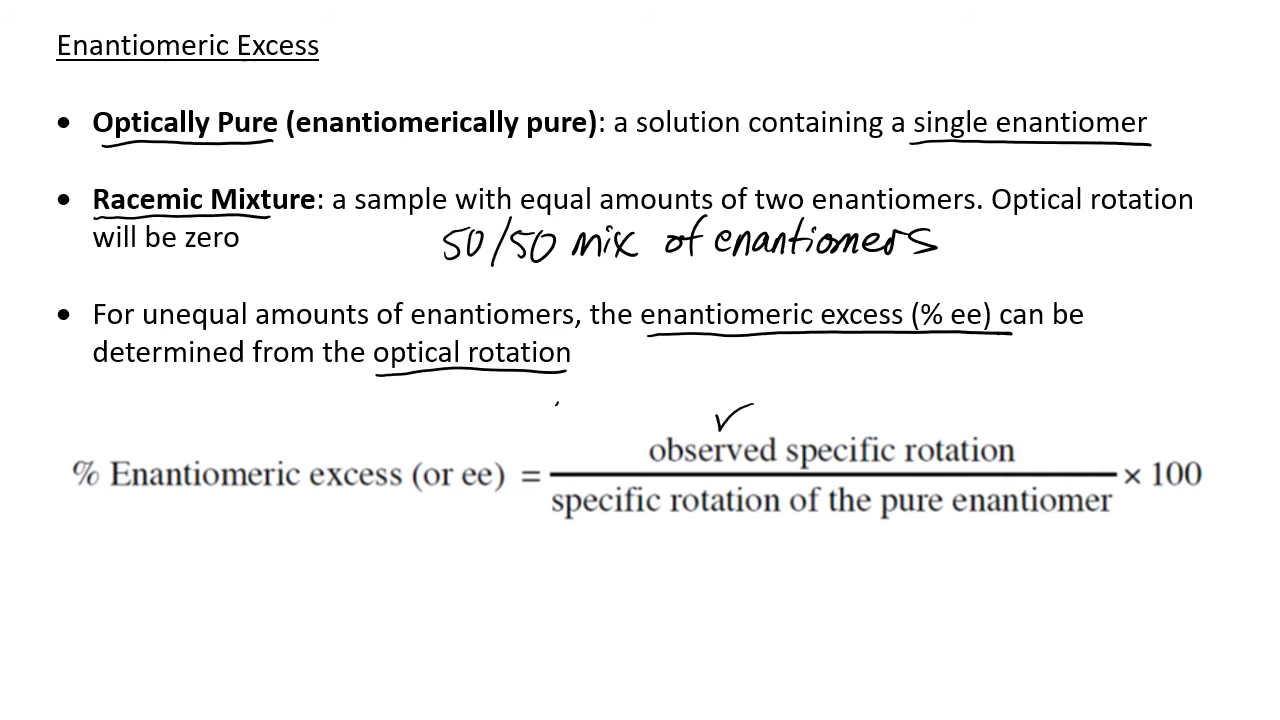 Enantiomeric Excess
• Optically Pure (enantiomerically pure): a solution containing a single enantiomer
• Racemic Mixture: a sample with equal amounts of two enantiomers. Optical rotation
will be zero
50/50 mix of enantiomers
• For unequal amounts of enantiomers, the enantiomeric excess (% ee) can be
determined from the optical rotation
observed specific rotation
% Enantiomeric excess (or ee) = × 100
specific rotation of the pure enantiomer